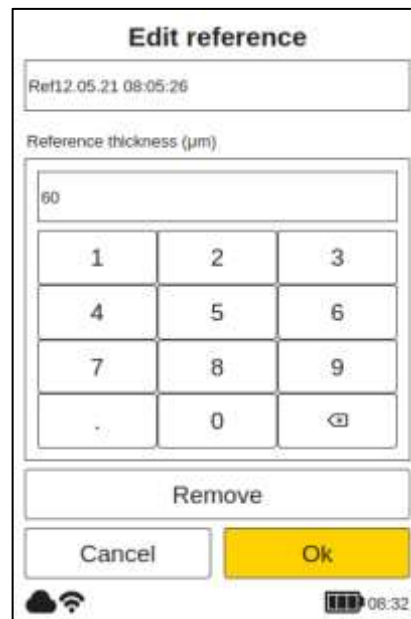 Edit reference
Ref12.05.21 08:05:26
Reference thickness (µm)
60
1 2 3
4 5 6
7 8 9
. 0
Remove
Cancel Ok
08:32